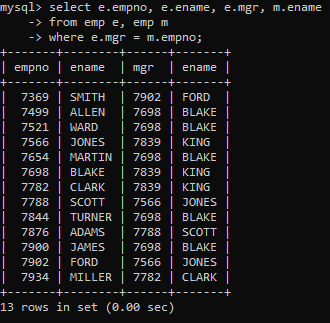 mysql> select e.empno, e.ename, e.mgr, m.ename
    -> from emp e, emp m
    -> where e.mgr = m.empno;
+-------+--------+------+-------+
| empno | ename  | mgr  | ename |
+-------+--------+------+-------+
|  7369 | SMITH  | 7902 | FORD  |
|  7499 | ALLEN  | 7698 | BLAKE |
|  7521 | WARD   | 7698 | BLAKE |
|  7566 | JONES  | 7839 | KING  |
|  7654 | MARTIN | 7698 | BLAKE |
|  7698 | BLAKE  | 7839 | KING  |
|  7782 | CLARK  | 7839 | KING  |
|  7788 | SCOTT  | 7566 | JONES |
|  7844 | TURNER | 7698 | BLAKE |
|  7876 | ADAMS  | 7788 | SCOTT |
|  7900 | JAMES  | 7698 | BLAKE |
|  7902 | FORD   | 7566 | JONES |
|  7934 | MILLER | 7782 | CLARK |
+-------+--------+------+-------+
13 rows in set (0.00 sec)